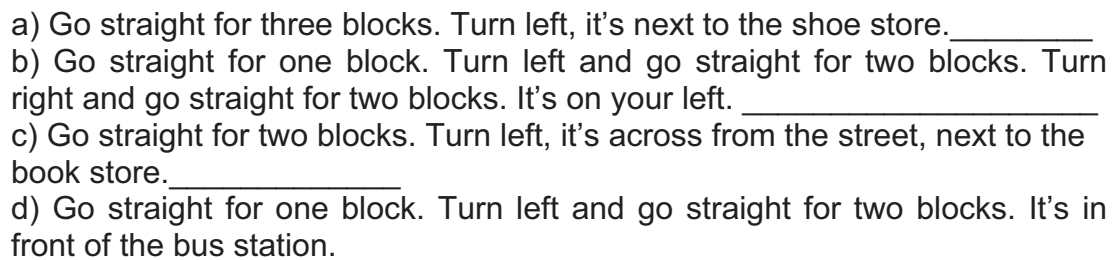 a) Go straight for three blocks. Turn left, it’s next to the shoe store.________
b) Go straight for one block. Turn left and go straight for two blocks. Turn
right and go straight for two blocks. It’s on your left. ____________________
c) Go straight for two blocks. Turn left, it’s across from the street, next to the
book store._____________
d) Go straight for one block. Turn left and go straight for two blocks. It’s in
front of the bus station.